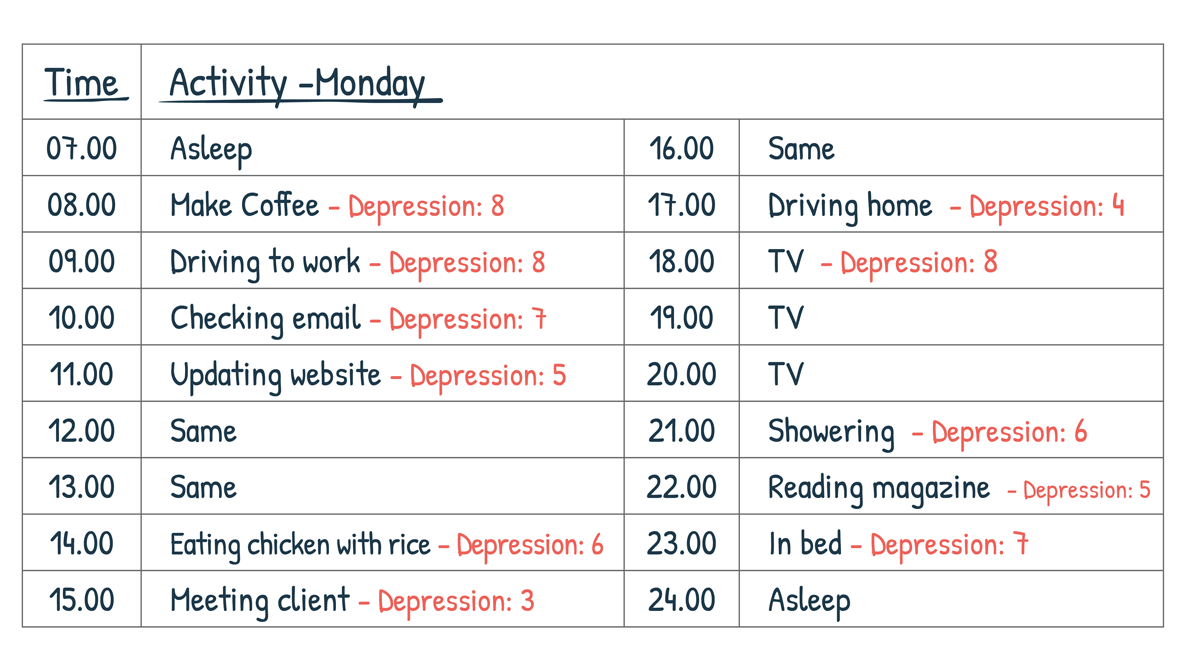 Time Activity -Monday
07.00 Asleep
08.00 Make Coffee - Depression: 8
09.00 Driving to work - Depression: 8
10.00 Checking email - Depression: 7
11.00 Updating website - Depression: 5
12.00 Same
13.00 Same
14.00 Eating chicken with rice - Depression: 6
15.00 Meeting client - Depression: 3
16.00 Same
17.00 Driving home - Depression: 4
18.00 TV - Depression: 8
19.00 TV
20.00 TV
21.00 Showering - Depression: 6
22.00 Reading magazine - Depression: 5
23.00 In bed - Depression: 7
24.00 Asleep